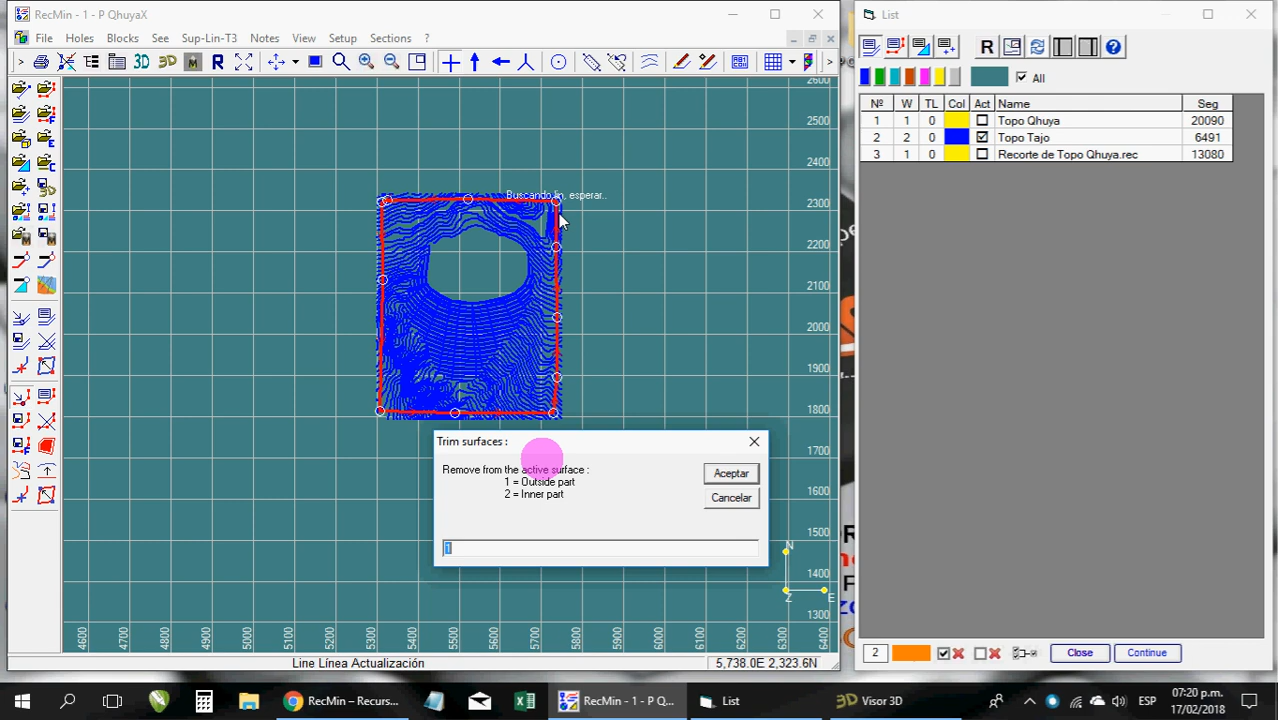 RecMin - 1 - P QhuyaX
File Holes Blocks See Sup-Lin-T3 Notes View Setup Sections ?
3D 3D M R
2600
2500
2400
2300
2200
2100
2000
1900
1800
1700
1600
1500
1400
1300
Buscando lin. esperar..
4600 4700 4800 4900 5000 5100 5200 5300 5400 5500 5600 5700 5800 5900 6000 6100 6200 6300 6400
N
Z E
Trim surfaces :
Remove from the active surface :
1 = Outside part
2 = Inner part
Aceptar
Cancelar
1
Line Línea Actualización
5,738.0E 2,323.6N
List
R
All
Nº W TL Col Act Name Seg
1 1 0 Topo Qhuya 20090
2 2 0 Topo Tajo 6491
3 1 0 Recorte de Topo Qhuya.rec 13080
2 Close Continue
RecMin – Recurs...
RecMin - 1 - P Q...
List
Visor 3D
ESP
07:20 p.m.
17/02/2018